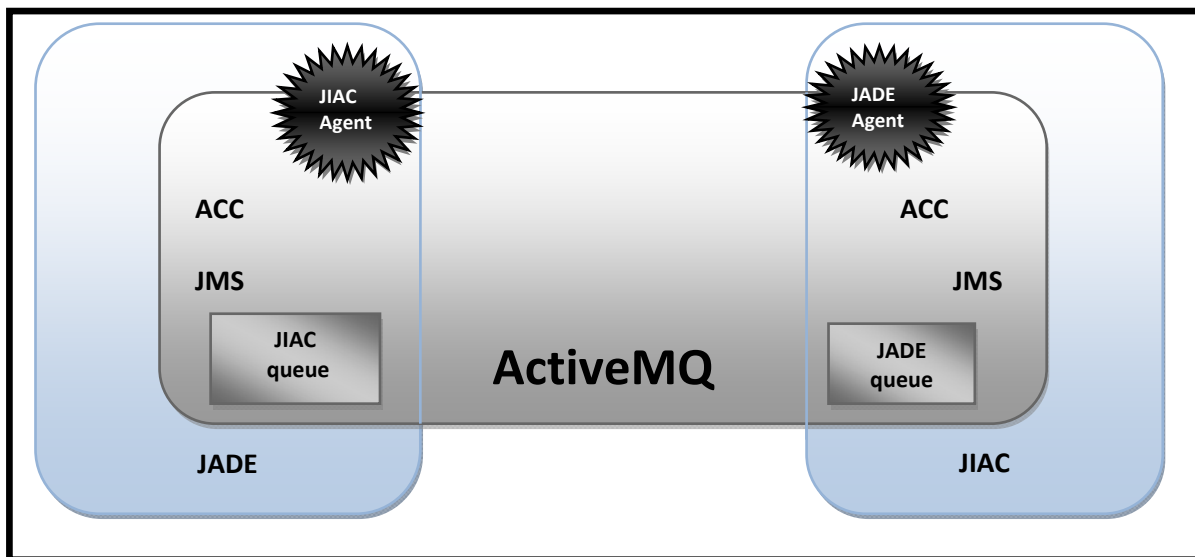 JIAC
Agent
JADE
Agent
ACC
ACC
JMS
JMS
JIAC
queue
ActiveMQ
JADE
queue
JADE
JIAC